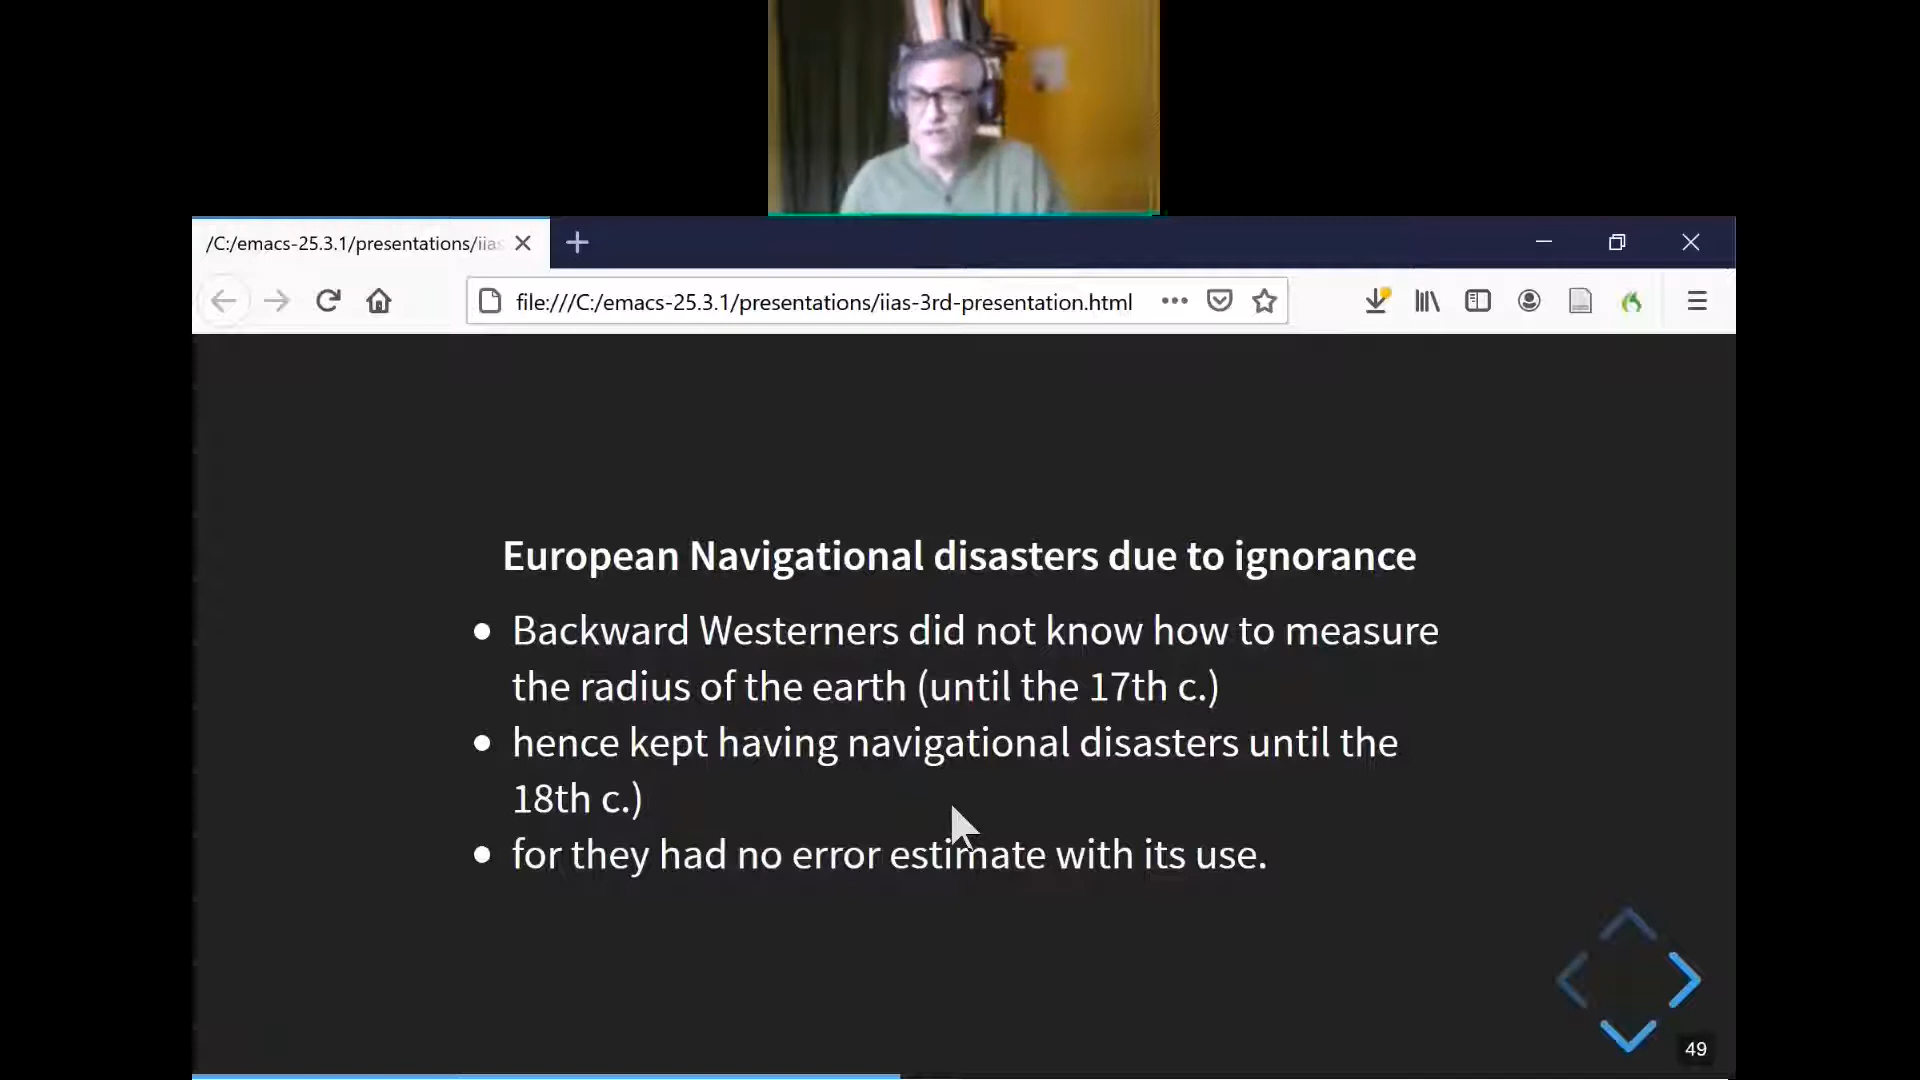 /C:/emacs-25.3.1/presentations/iias
file:///C:/emacs-25.3.1/presentations/iias-3rd-presentation.html
European Navigational disasters due to ignorance
• Backward Westerners did not know how to measure
the radius of the earth (until the 17th c.)
• hence kept having navigational disasters until the
18th c.)
• for they had no error estimate with its use.
49